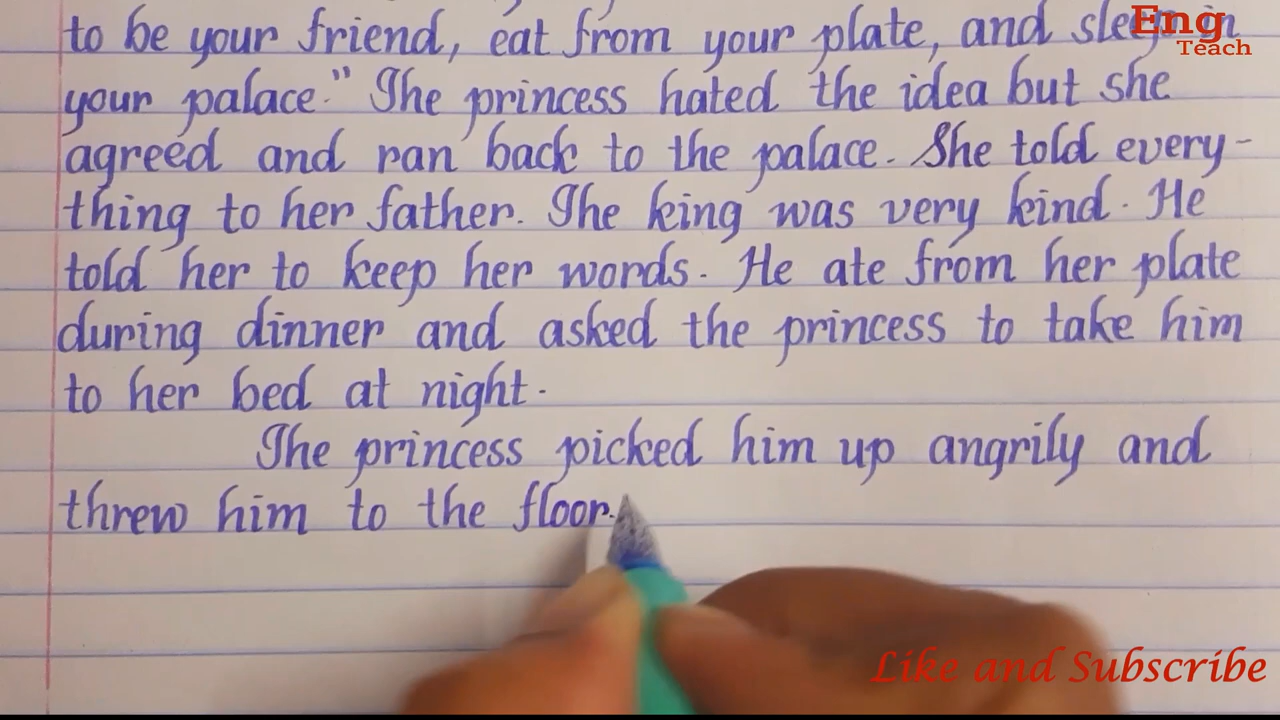 to be your friend, eat from your plate, and sleep in
Eng
Teach
your palace." The princess hated the idea but she
agreed and ran back to the palace. She told every-
thing to her father. The king was very kind. He
told her to keep her words. He ate from her plate
during dinner and asked the princess to take him
to her bed at night.
The princess picked him up angrily and
threw him to the floor.
Like and Subscribe